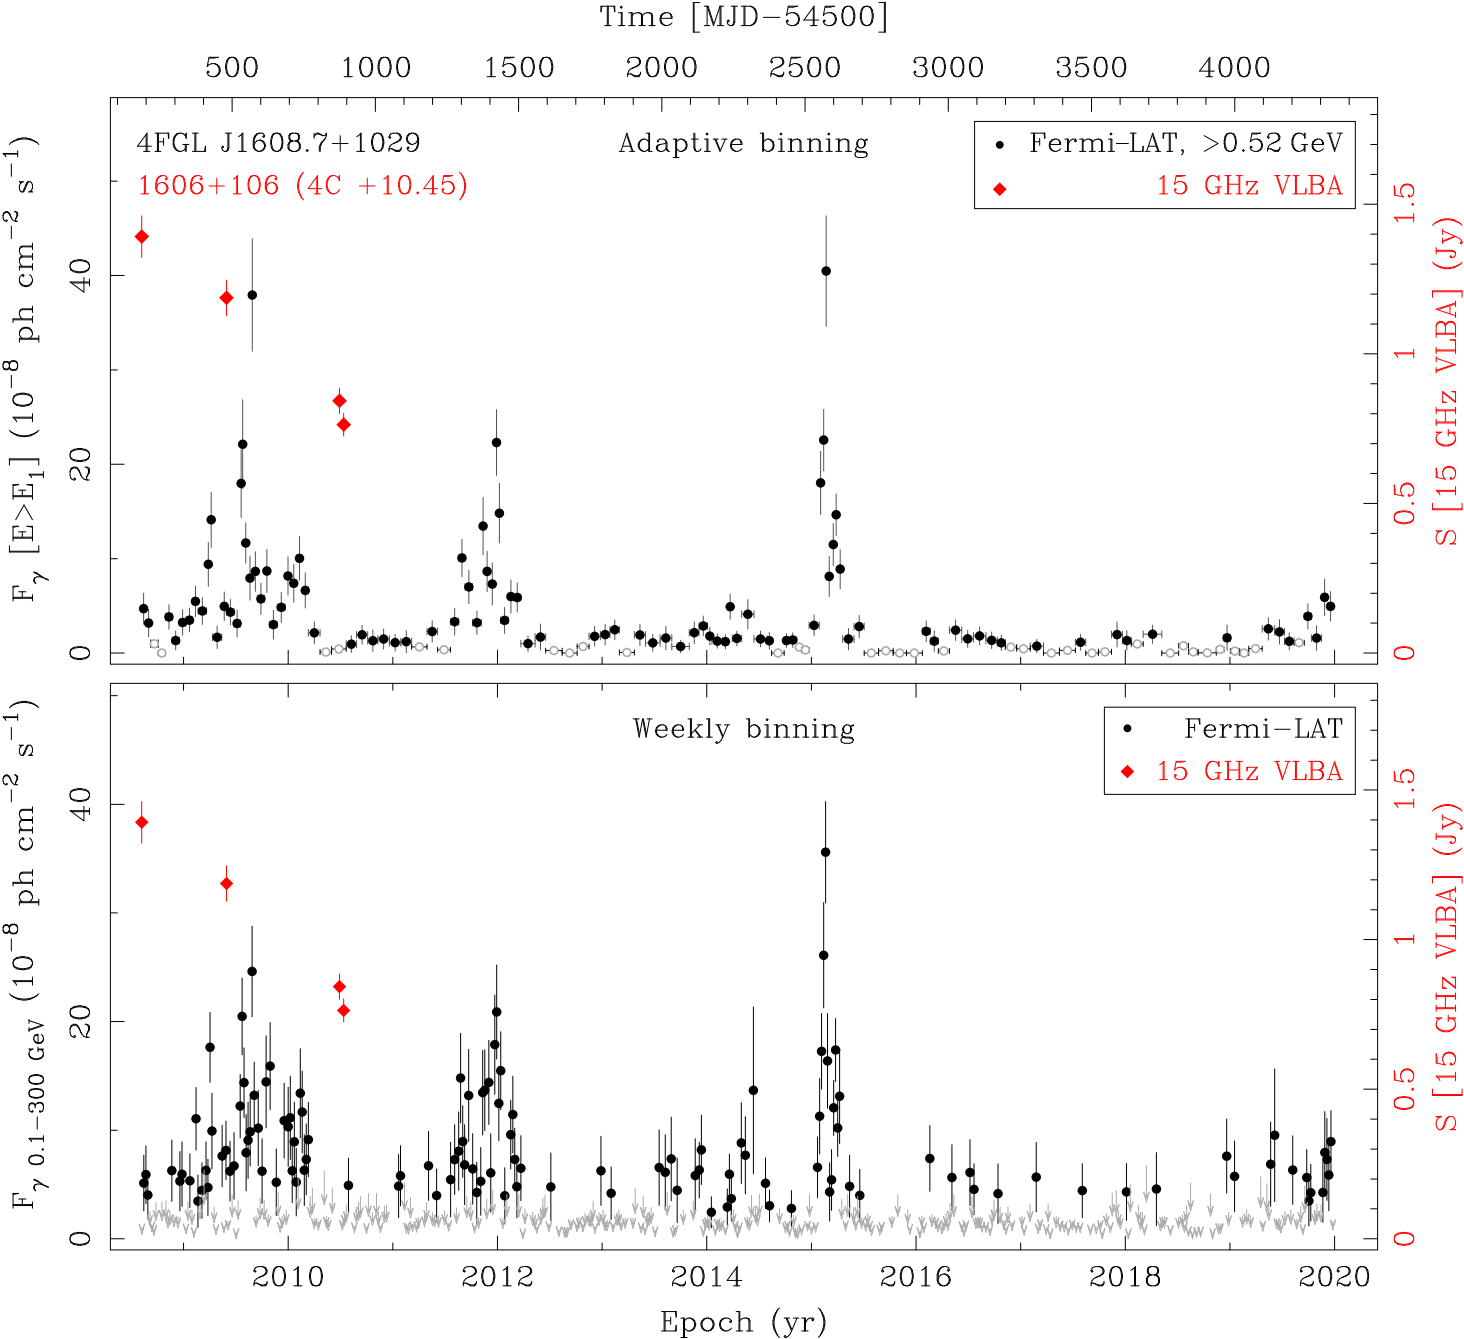 Time [MJD−54500]
500 1000 1500 2000 2500 3000 3500 4000
4FGL J1608.7+1029
1606+106 (4C +10.45)
Adaptive binning
Fermi−LAT, >0.52 GeV
15 GHz VLBA
F_γ [E>E_1] (10^−8 ph cm^−2 s^−1)
40
20
0
1.5
1
0.5
0
S [15 GHz VLBA] (Jy)
Weekly binning
Fermi−LAT
15 GHz VLBA
F_γ 0.1−300 GeV (10^−8 ph cm^−2 s^−1)
40
20
0
1.5
1
0.5
0
S [15 GHz VLBA] (Jy)
2010 2012 2014 2016 2018 2020
Epoch (yr)